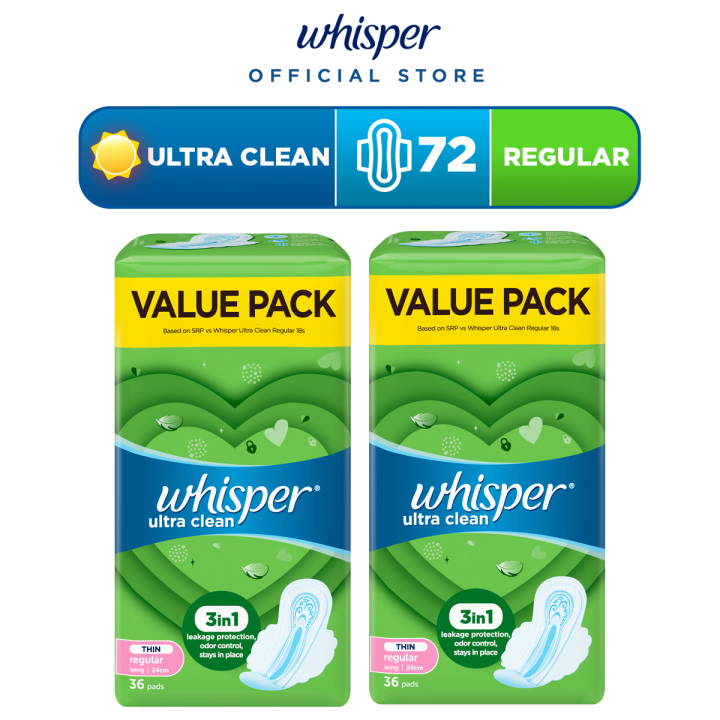 whisper
OFFICIAL STORE
ULTRA CLEAN
72
REGULAR
VALUE PACK
Based on SRP vs Whisper Ultra Clean Regular 18s
whisper®
ultra clean
3in1
leakage protection,
odor control,
stays in place
THIN
regular
wing | 24cm
36 pads
VALUE PACK
Based on SRP vs Whisper Ultra Clean Regular 18s
whisper®
ultra clean
3in1
leakage protection,
odor control,
stays in place
THIN
regular
wing | 24cm
36 pads